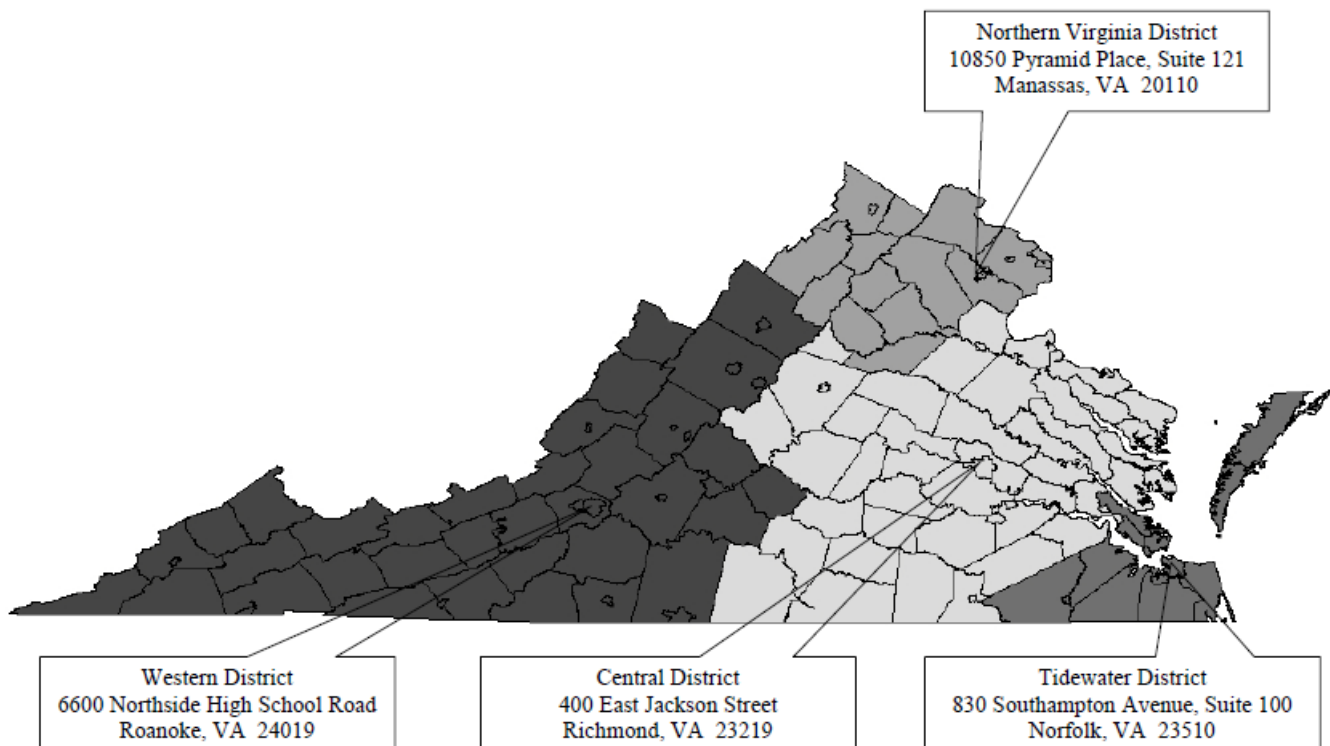 Northern Virginia District
10850 Pyramid Place, Suite 121
Manassas, VA  20110
Western District
6600 Northside High School Road
Roanoke, VA  24019
Central District
400 East Jackson Street
Richmond, VA  23219
Tidewater District
830 Southampton Avenue, Suite 100
Norfolk, VA  23510